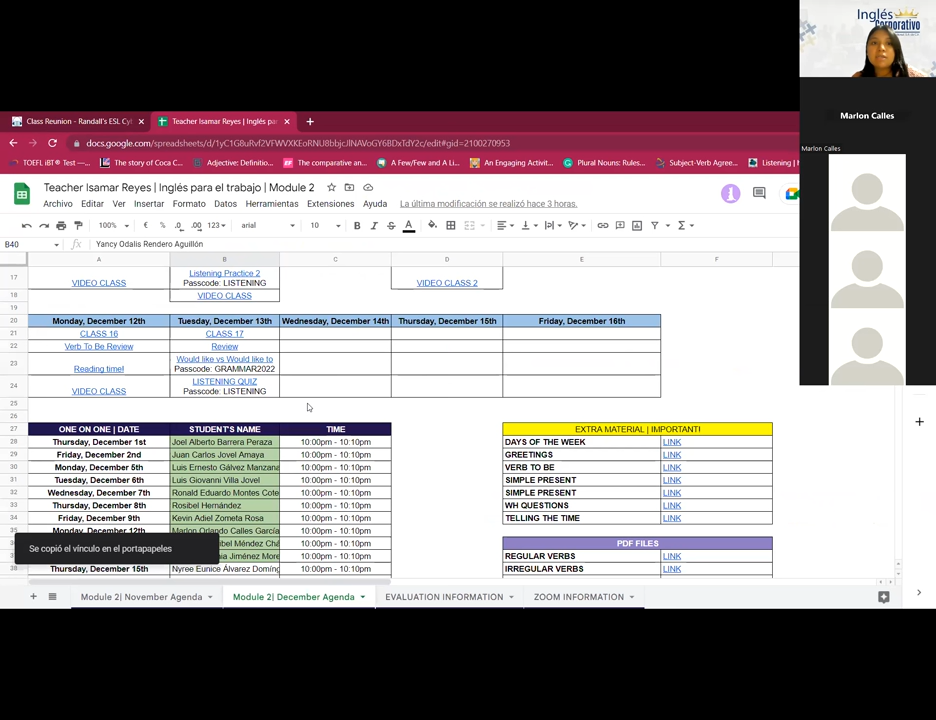 Inglés
Corporativo
Marlon Calles
Marlon Calles
Class Reunion - Randall's ESL Cyb
Teacher Isamar Reyes | Inglés par
docs.google.com/spreadsheets/d/
TOEFL iBT® Test —...
The story of Coca C...
Adjective: Definitio...
The comparative an...
A Few/Few and A Li...
An Engaging Activit...
Plural Nouns: Rules...
Subject-Verb Agree...
Listening |
Teacher Isamar Reyes | Inglés para el trabajo | Module 2
Archivo Editar Ver Insertar Formato Datos Herramientas Extensiones Ayuda La última modificación se realizó hace 3 horas.
100% € % .0 .00 123 arial 10 B I S A
B40 fx Yancy Odalis Rendero Aguillón
A B C D E F
17 VIDEO CLASS Listening Practice 2 Passcode: LISTENING VIDEO CLASS 2
18 VIDEO CLASS
19
20 Monday, December 12th Tuesday, December 13th Wednesday, December 14th Thursday, December 15th Friday, December 16th
21 CLASS 16 CLASS 17
22 Verb To Be Review Review
23 Reading time! Would like vs Would like to Passcode: GRAMMAR2022
24 VIDEO CLASS LISTENING QUIZ Passcode: LISTENING
25
26
27 ONE ON ONE | DATE STUDENT'S NAME TIME EXTRA MATERIAL | IMPORTANT!
28 Thursday, December 1st Joel Alberto Barrera Peraza 10:00pm - 10:10pm DAYS OF THE WEEK LINK
29 Friday, December 2nd Juan Carlos Jovel Amaya 10:00pm - 10:10pm GREETINGS LINK
30 Monday, December 5th Luis Ernesto Gálvez Manzana 10:00pm - 10:10pm VERB TO BE LINK
31 Tuesday, December 6th Luis Giovanni Villa Jovel 10:00pm - 10:10pm SIMPLE PRESENT LINK
32 Wednesday, December 7th Ronald Eduardo Montes Cote 10:00pm - 10:10pm SIMPLE PRESENT LINK
33 Thursday, December 8th Rosibel Hernández 10:00pm - 10:10pm WH QUESTIONS LINK
34 Friday, December 9th Kevin Adiel Zometa Rosa 10:00pm - 10:10pm TELLING THE TIME LINK
35 Monday, December 12th Marlon Orlando Calles García 10:00pm - 10:10pm
ibel Méndez Chá 10:00pm - 10:10pm PDF FILES
ia Jiménez More 10:00pm - 10:10pm REGULAR VERBS LINK
38 Thursday, December 15th Nyree Eunice Álvarez Doming 10:00pm - 10:10pm IRREGULAR VERBS LINK
Se copió el vínculo en el portapapeles
Module 2| November Agenda Module 2| December Agenda EVALUATION INFORMATION ZOOM INFORMATION